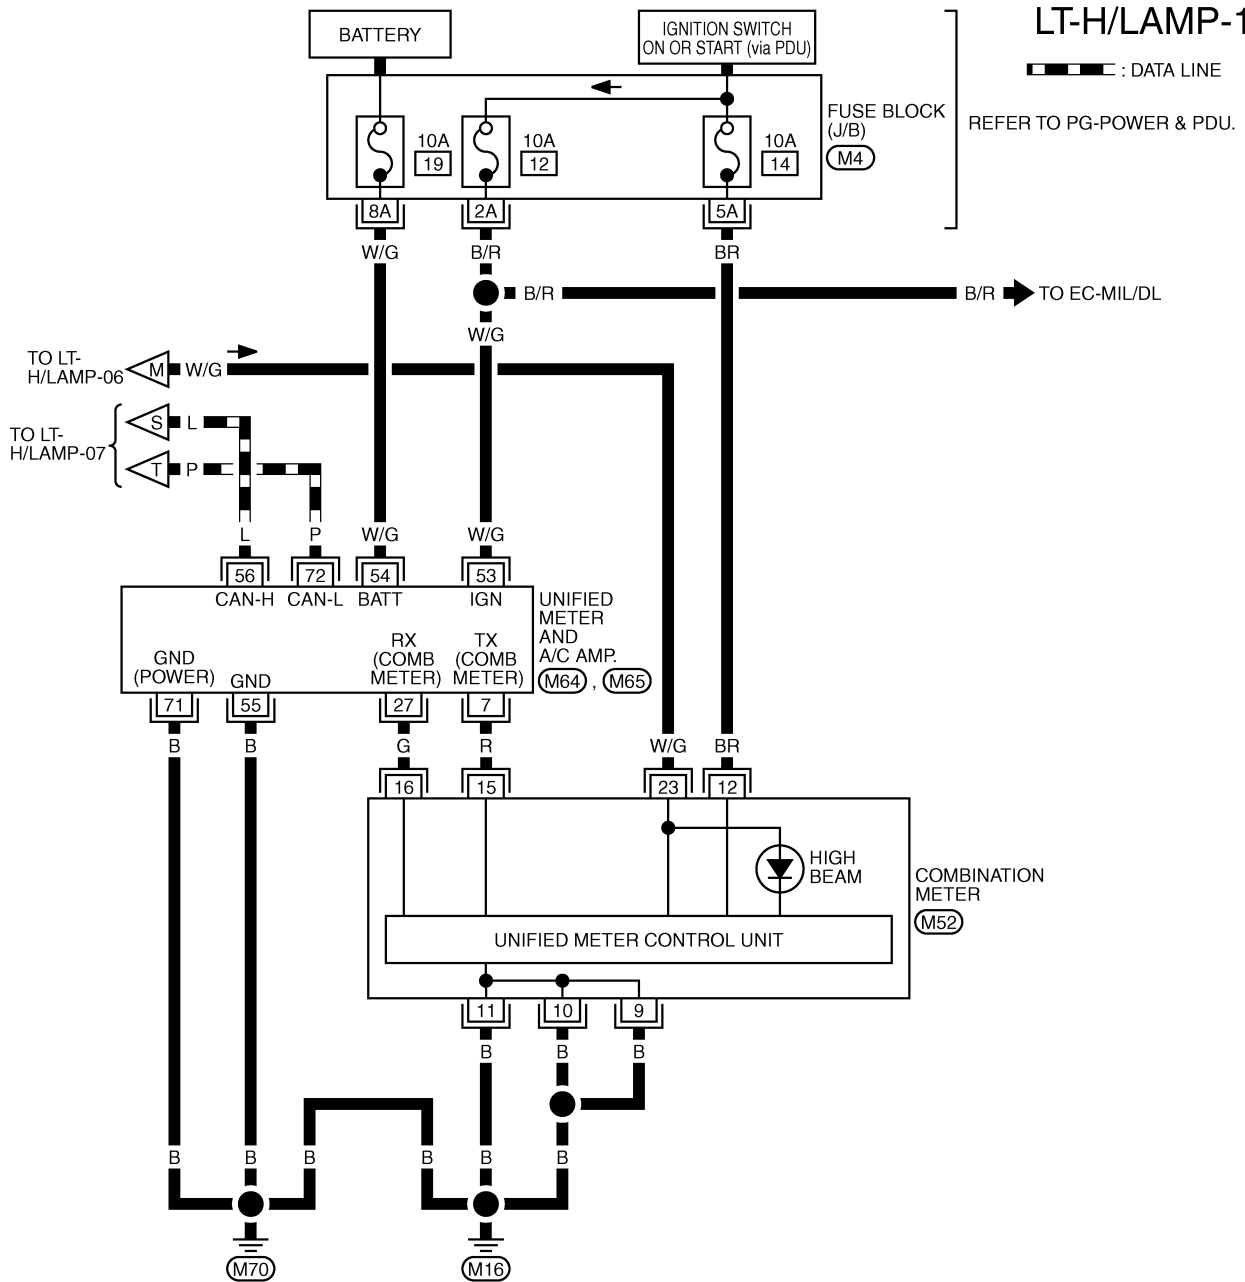 LT-H/LAMP-1
BATTERY
IGNITION SWITCH
ON OR START (via PDU)
: DATA LINE
FUSE BLOCK
(J/B)
M4
REFER TO PG-POWER & PDU.
10A
19
10A
12
10A
14
8A
2A
5A
W/G
B/R
BR
B/R
B/R
TO EC-MIL/DL
W/G
TO LT-
H/LAMP-06
M
W/G
TO LT-
H/LAMP-07
S
L
T
P
L
P
W/G
W/G
56
72
54
53
CAN-H
CAN-L
BATT
IGN
UNIFIED
METER
AND
A/C AMP.
M64 , M65
GND
(POWER)
GND
RX
(COMB
METER)
TX
(COMB
METER)
71
55
27
7
B
B
G
R
W/G
BR
16
15
23
12
HIGH
BEAM
COMBINATION
METER
M52
UNIFIED METER CONTROL UNIT
11
10
9
B
B
B
B
B
B
B
B
B
M70
M16